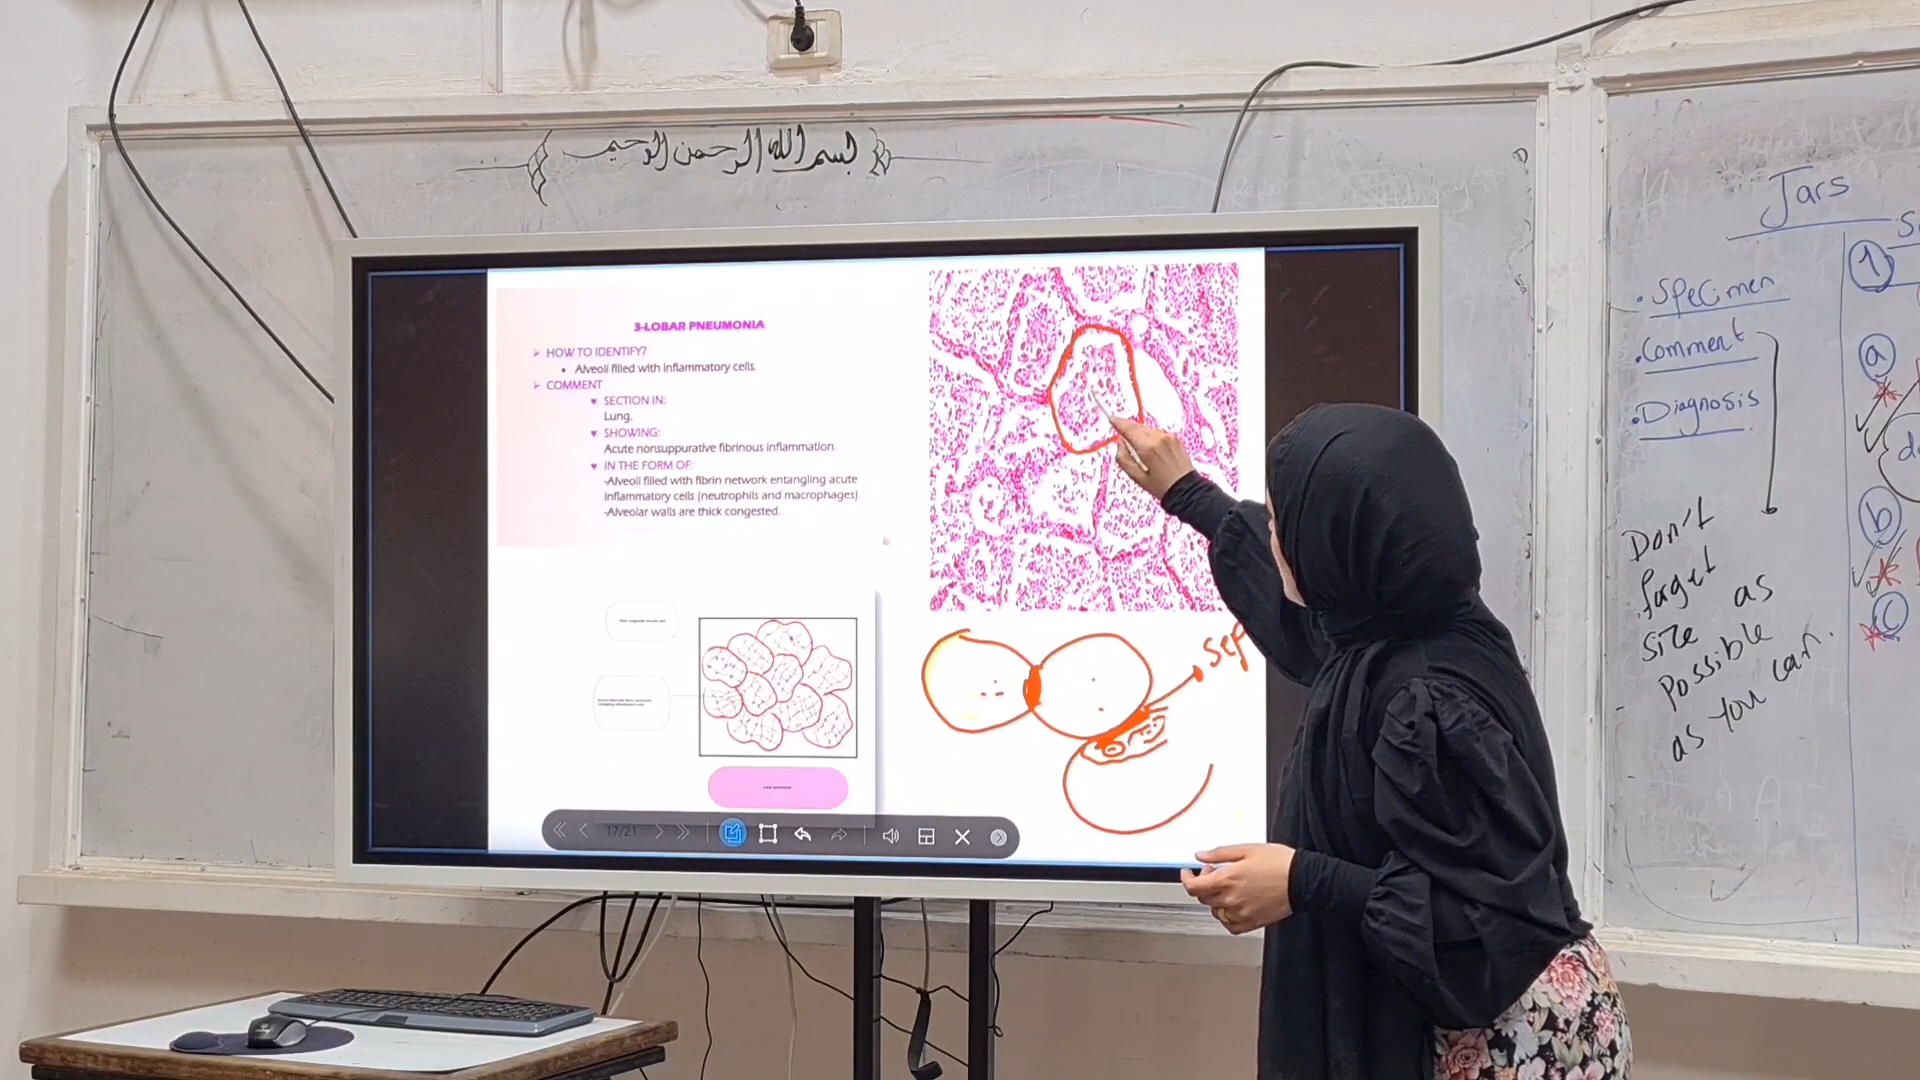 بسم الله الرحمن الرحيم
3-LOBAR PNEUMONIA
➢ HOW TO IDENTIFY?
• Alveoli filled with inflammatory cells.
➢ COMMENT
♥ SECTION IN:
Lung.
♥ SHOWING:
Acute nonsuppurative fibrinous inflammation.
♥ IN THE FORM OF:
-Alveoli filled with fibrin network entangling acute
inflammatory cells (neutrophils and macrophages)
-Alveolar walls are thick congested.
Sep
17/21
Jars
• Specimen
• Comment
• Diagnosis
Don't
forget
size as
possible
as you can.
1
a
b
C